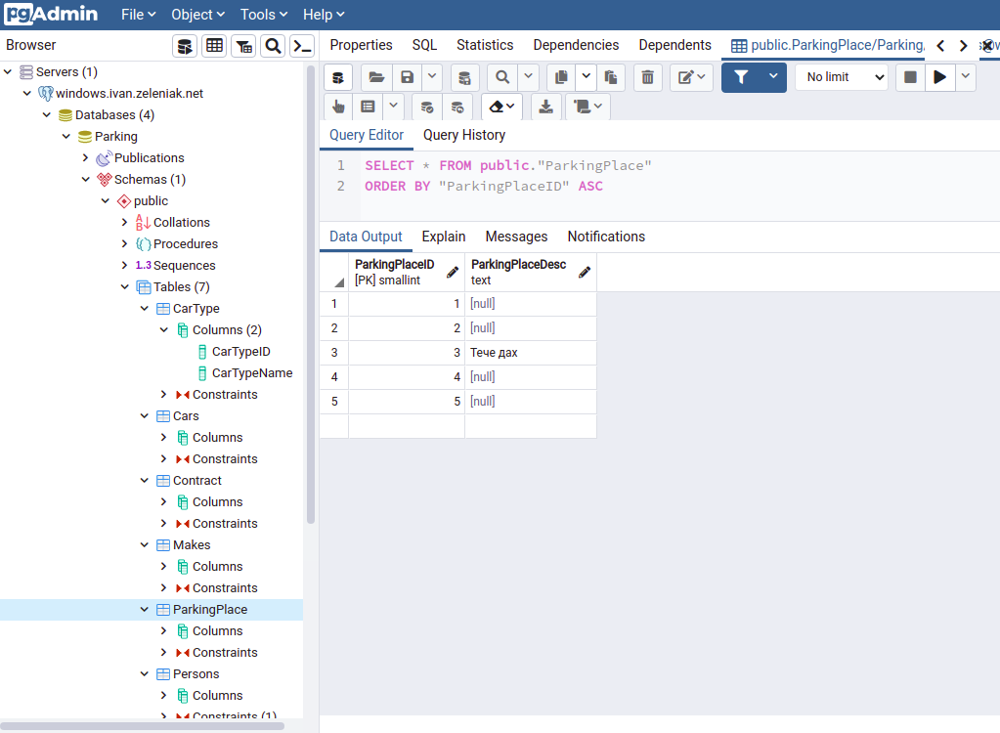 pgAdmin File Object Tools Help
Browser
Properties SQL Statistics Dependencies Dependents public.ParkingPlace/Parking
Servers (1)
windows.ivan.zeleniak.net
Databases (4)
Parking
Publications
Schemas (1)
public
Collations
Procedures
1..3 Sequences
Tables (7)
CarType
Columns (2)
CarTypeID
CarTypeName
Constraints
Cars
Columns
Constraints
Contract
Columns
Constraints
Makes
Columns
Constraints
ParkingPlace
Columns
Constraints
Persons
Columns
Constraints (1)
No limit
Query Editor Query History
1 SELECT * FROM public."ParkingPlace"
2 ORDER BY "ParkingPlaceID" ASC
Data Output Explain Messages Notifications
ParkingPlaceID ParkingPlaceDesc
[PK] smallint text
1 1 [null]
2 2 [null]
3 3 Тече дах
4 4 [null]
5 5 [null]